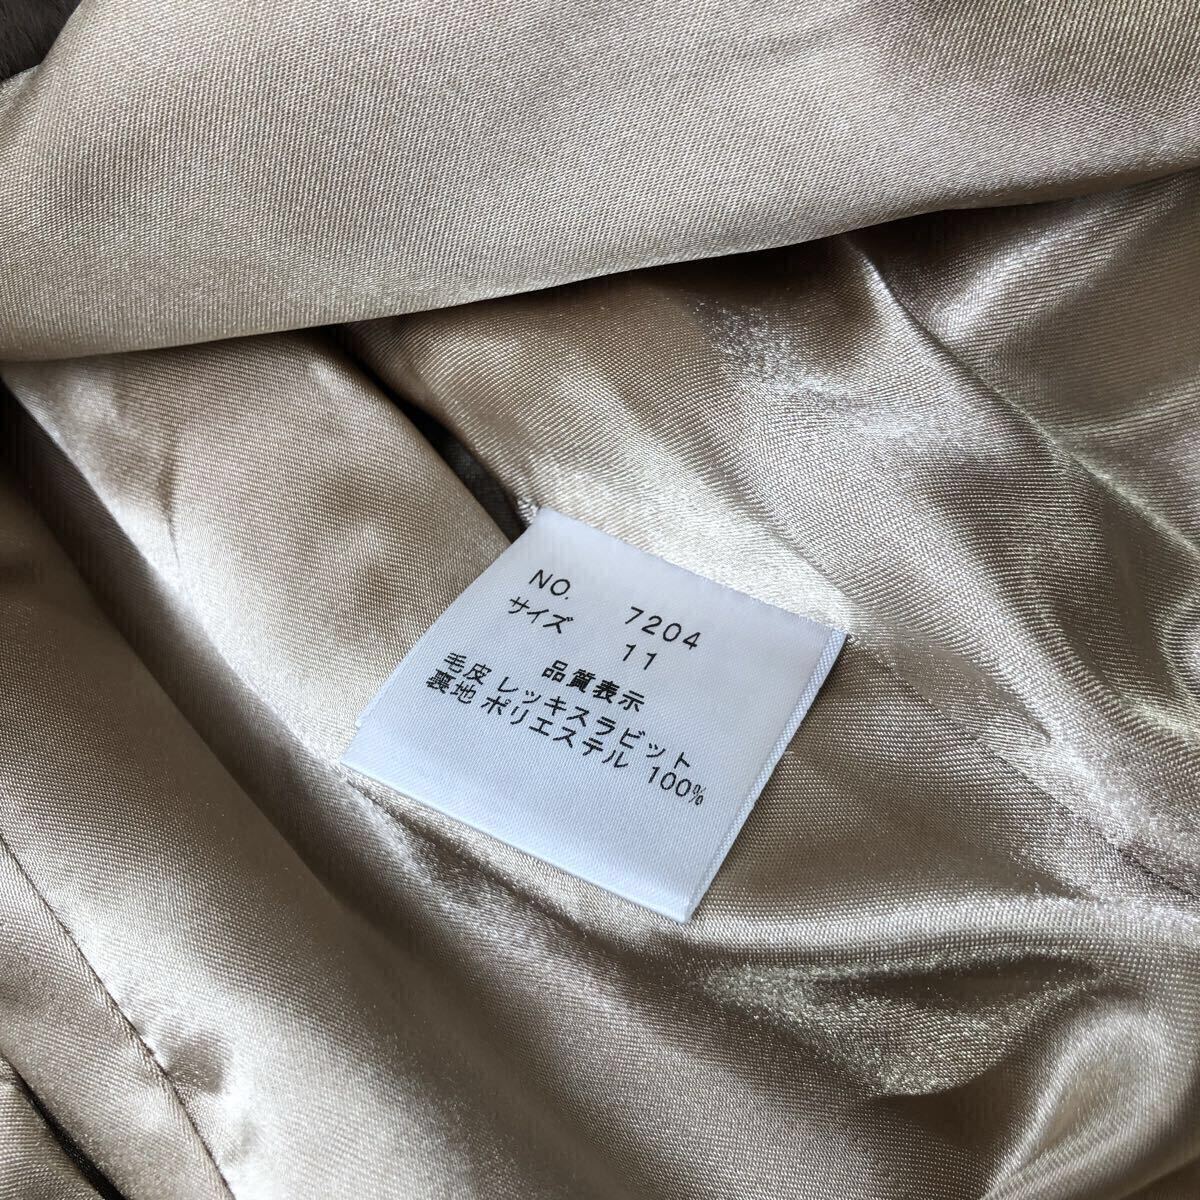 NO. 7204
サイズ 11
品質表示
毛皮 レッキスラビット
裏地 ポリエステル 100%